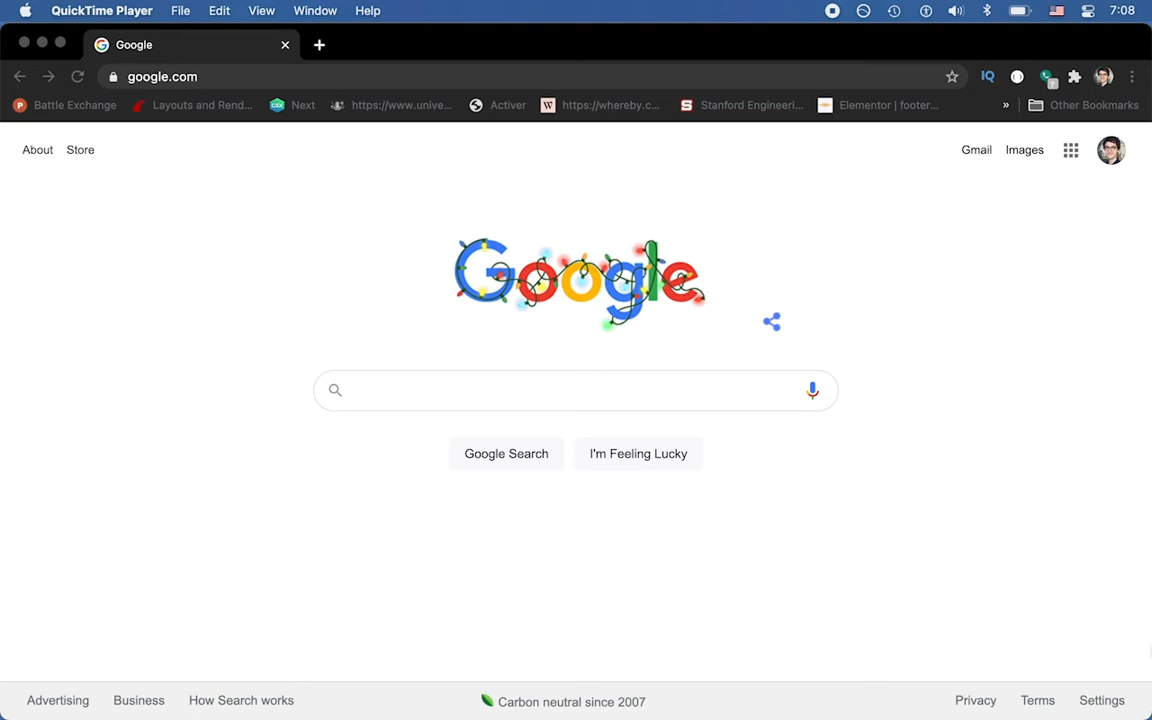 QuickTime Player File Edit View Window Help 7:08
Google
google.com
Battle Exchange Layouts and Rend... Next https://www.unive... Activer https://whereby.c... Stanford Engineeri... Elementor | footer... » Other Bookmarks
About Store Gmail Images
Google
Google Search I'm Feeling Lucky
Advertising Business How Search works Carbon neutral since 2007 Privacy Terms Settings